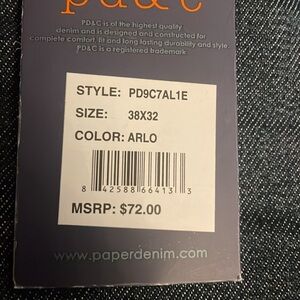 pd&c
PD&C is of the highest quality
denim and is designed and constructed for
complete comfort, fit and long lasting durability and style.
PD&C is a registered trademark
STYLE: PD9C7AL1E
SIZE: 38X32
COLOR: ARLO
8 42588 66413 3
MSRP: $72.00
www.paperdenim.com